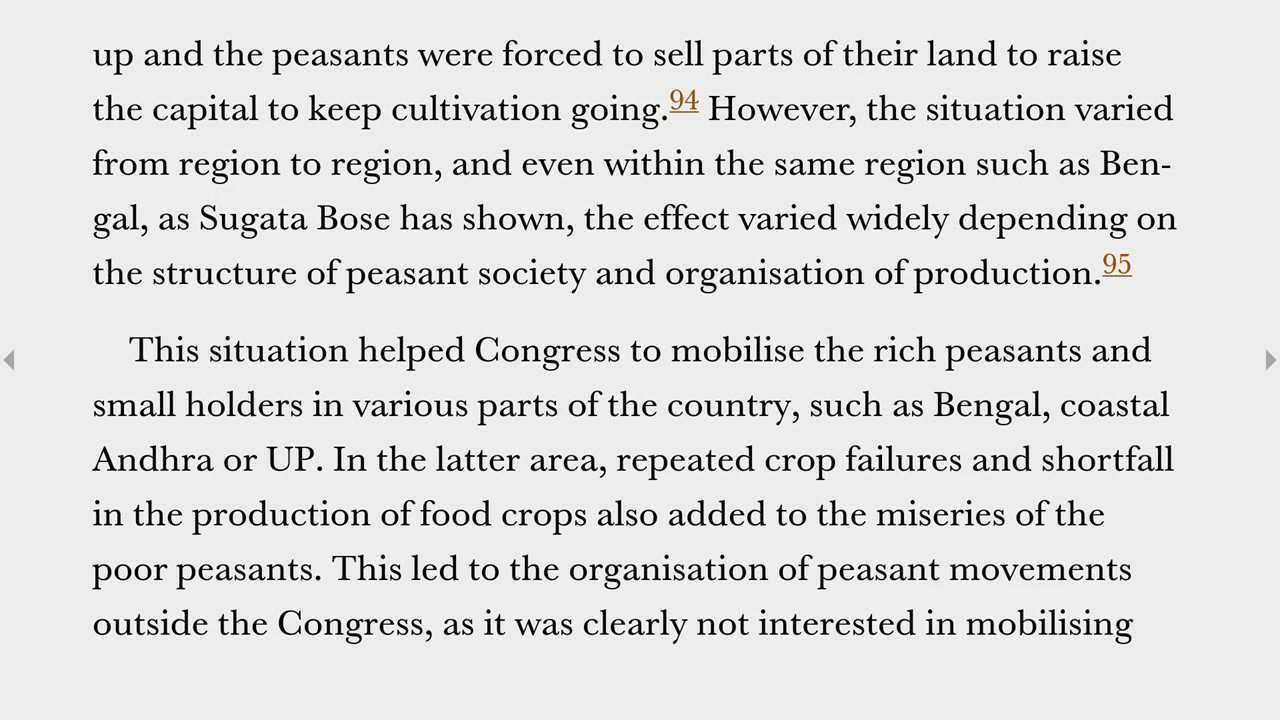 up and the peasants were forced to sell parts of their land to raise
the capital to keep cultivation going.94 However, the situation varied
from region to region, and even within the same region such as Ben-
gal, as Sugata Bose has shown, the effect varied widely depending on
the structure of peasant society and organisation of production.95
This situation helped Congress to mobilise the rich peasants and
small holders in various parts of the country, such as Bengal, coastal
Andhra or UP. In the latter area, repeated crop failures and shortfall
in the production of food crops also added to the miseries of the
poor peasants. This led to the organisation of peasant movements
outside the Congress, as it was clearly not interested in mobilising